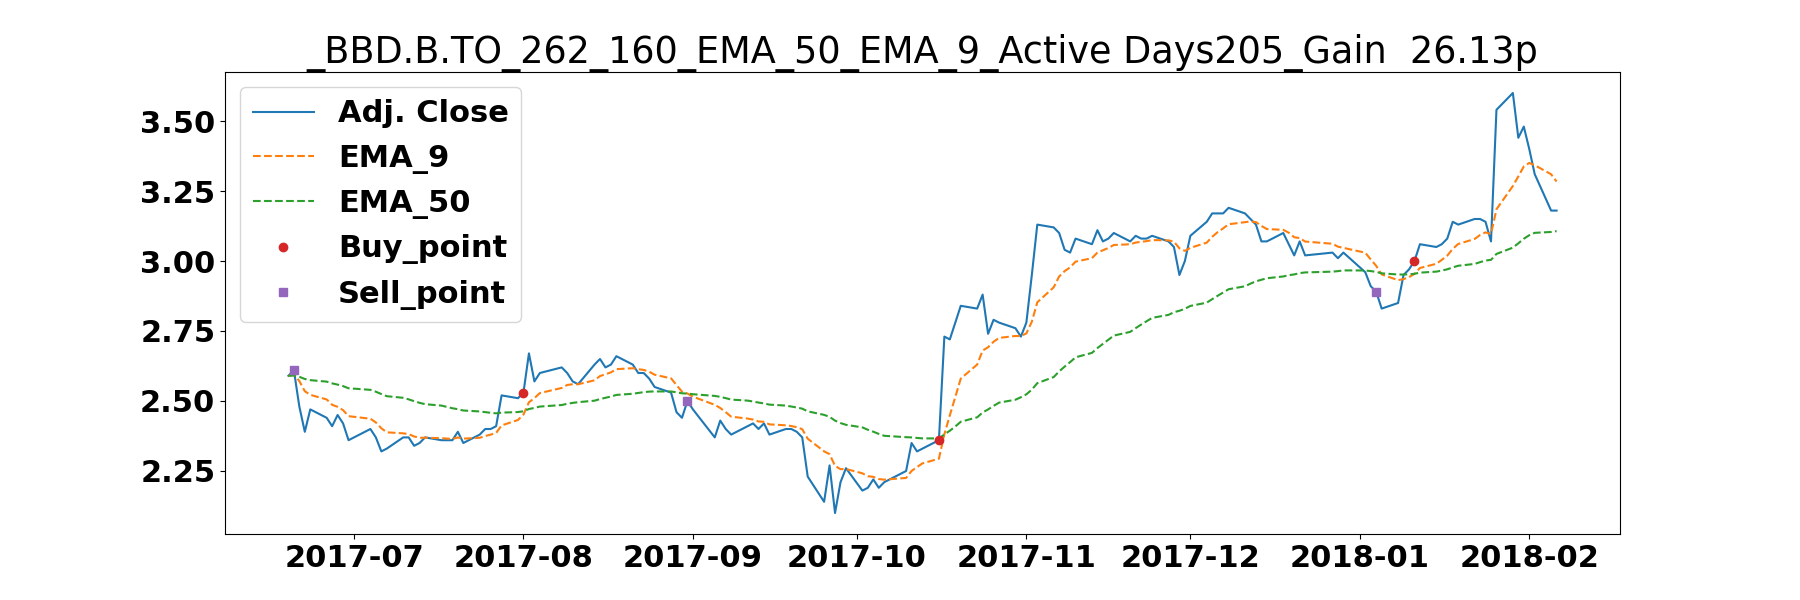 _BBD.B.TO_262_160_EMA_50_EMA_9_Active Days205_Gain  26.13p
Adj. Close
EMA_9
EMA_50
Buy_point
Sell_point
3.50
3.25
3.00
2.75
2.50
2.25
2017-07
2017-08
2017-09
2017-10
2017-11
2017-12
2018-01
2018-02